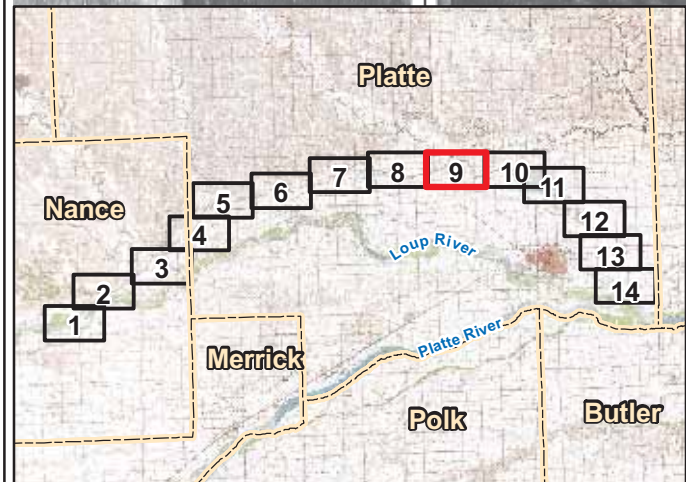 Platte
7
8
9
10
11
6
5
Nance
12
4
Loup River
13
3
2
14
1
Platte River
Merrick
Polk
Butler